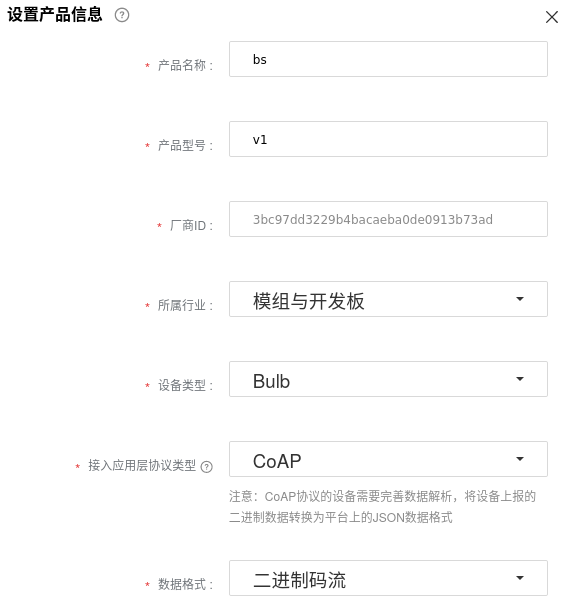 设置产品信息 ?
* 产品名称 : bs
* 产品型号 : v1
* 厂商ID : 3bc97dd3229b4bacaeba0de0913b73ad
* 所属行业 : 模组与开发板
* 设备类型 : Bulb
* 接入应用层协议类型 ? CoAP
注意：CoAP协议的设备需要完善数据解析，将设备上报的
二进制数据转换为平台上的JSON数据格式
* 数据格式 : 二进制码流